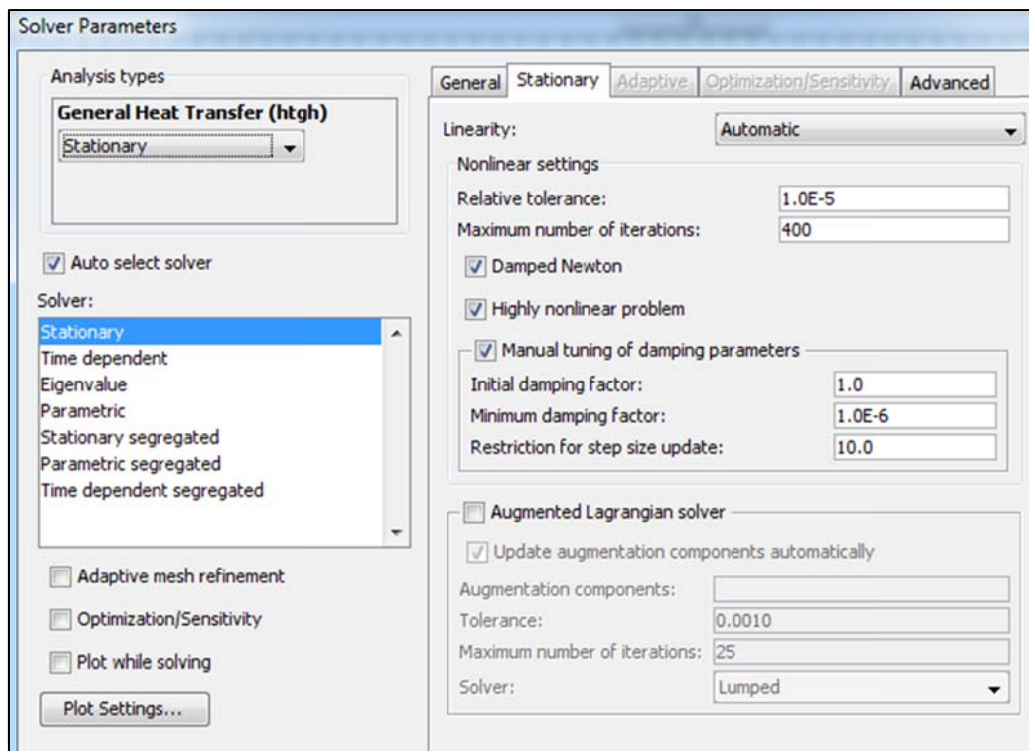 Solver Parameters
Analysis types
General Heat Transfer (htgh)
Stationary
Auto select solver
Solver:
Stationary
Time dependent
Eigenvalue
Parametric
Stationary segregated
Parametric segregated
Time dependent segregated
Adaptive mesh refinement
Optimization/Sensitivity
Plot while solving
Plot Settings...
General Stationary Adaptive Optimization/Sensitivity Advanced
Linearity: Automatic
Nonlinear settings
Relative tolerance: 1.0E-5
Maximum number of iterations: 400
Damped Newton
Highly nonlinear problem
Manual tuning of damping parameters
Initial damping factor: 1.0
Minimum damping factor: 1.0E-6
Restriction for step size update: 10.0
Augmented Lagrangian solver
Update augmentation components automatically
Augmentation components:
Tolerance: 0.0010
Maximum number of iterations: 25
Solver: Lumped